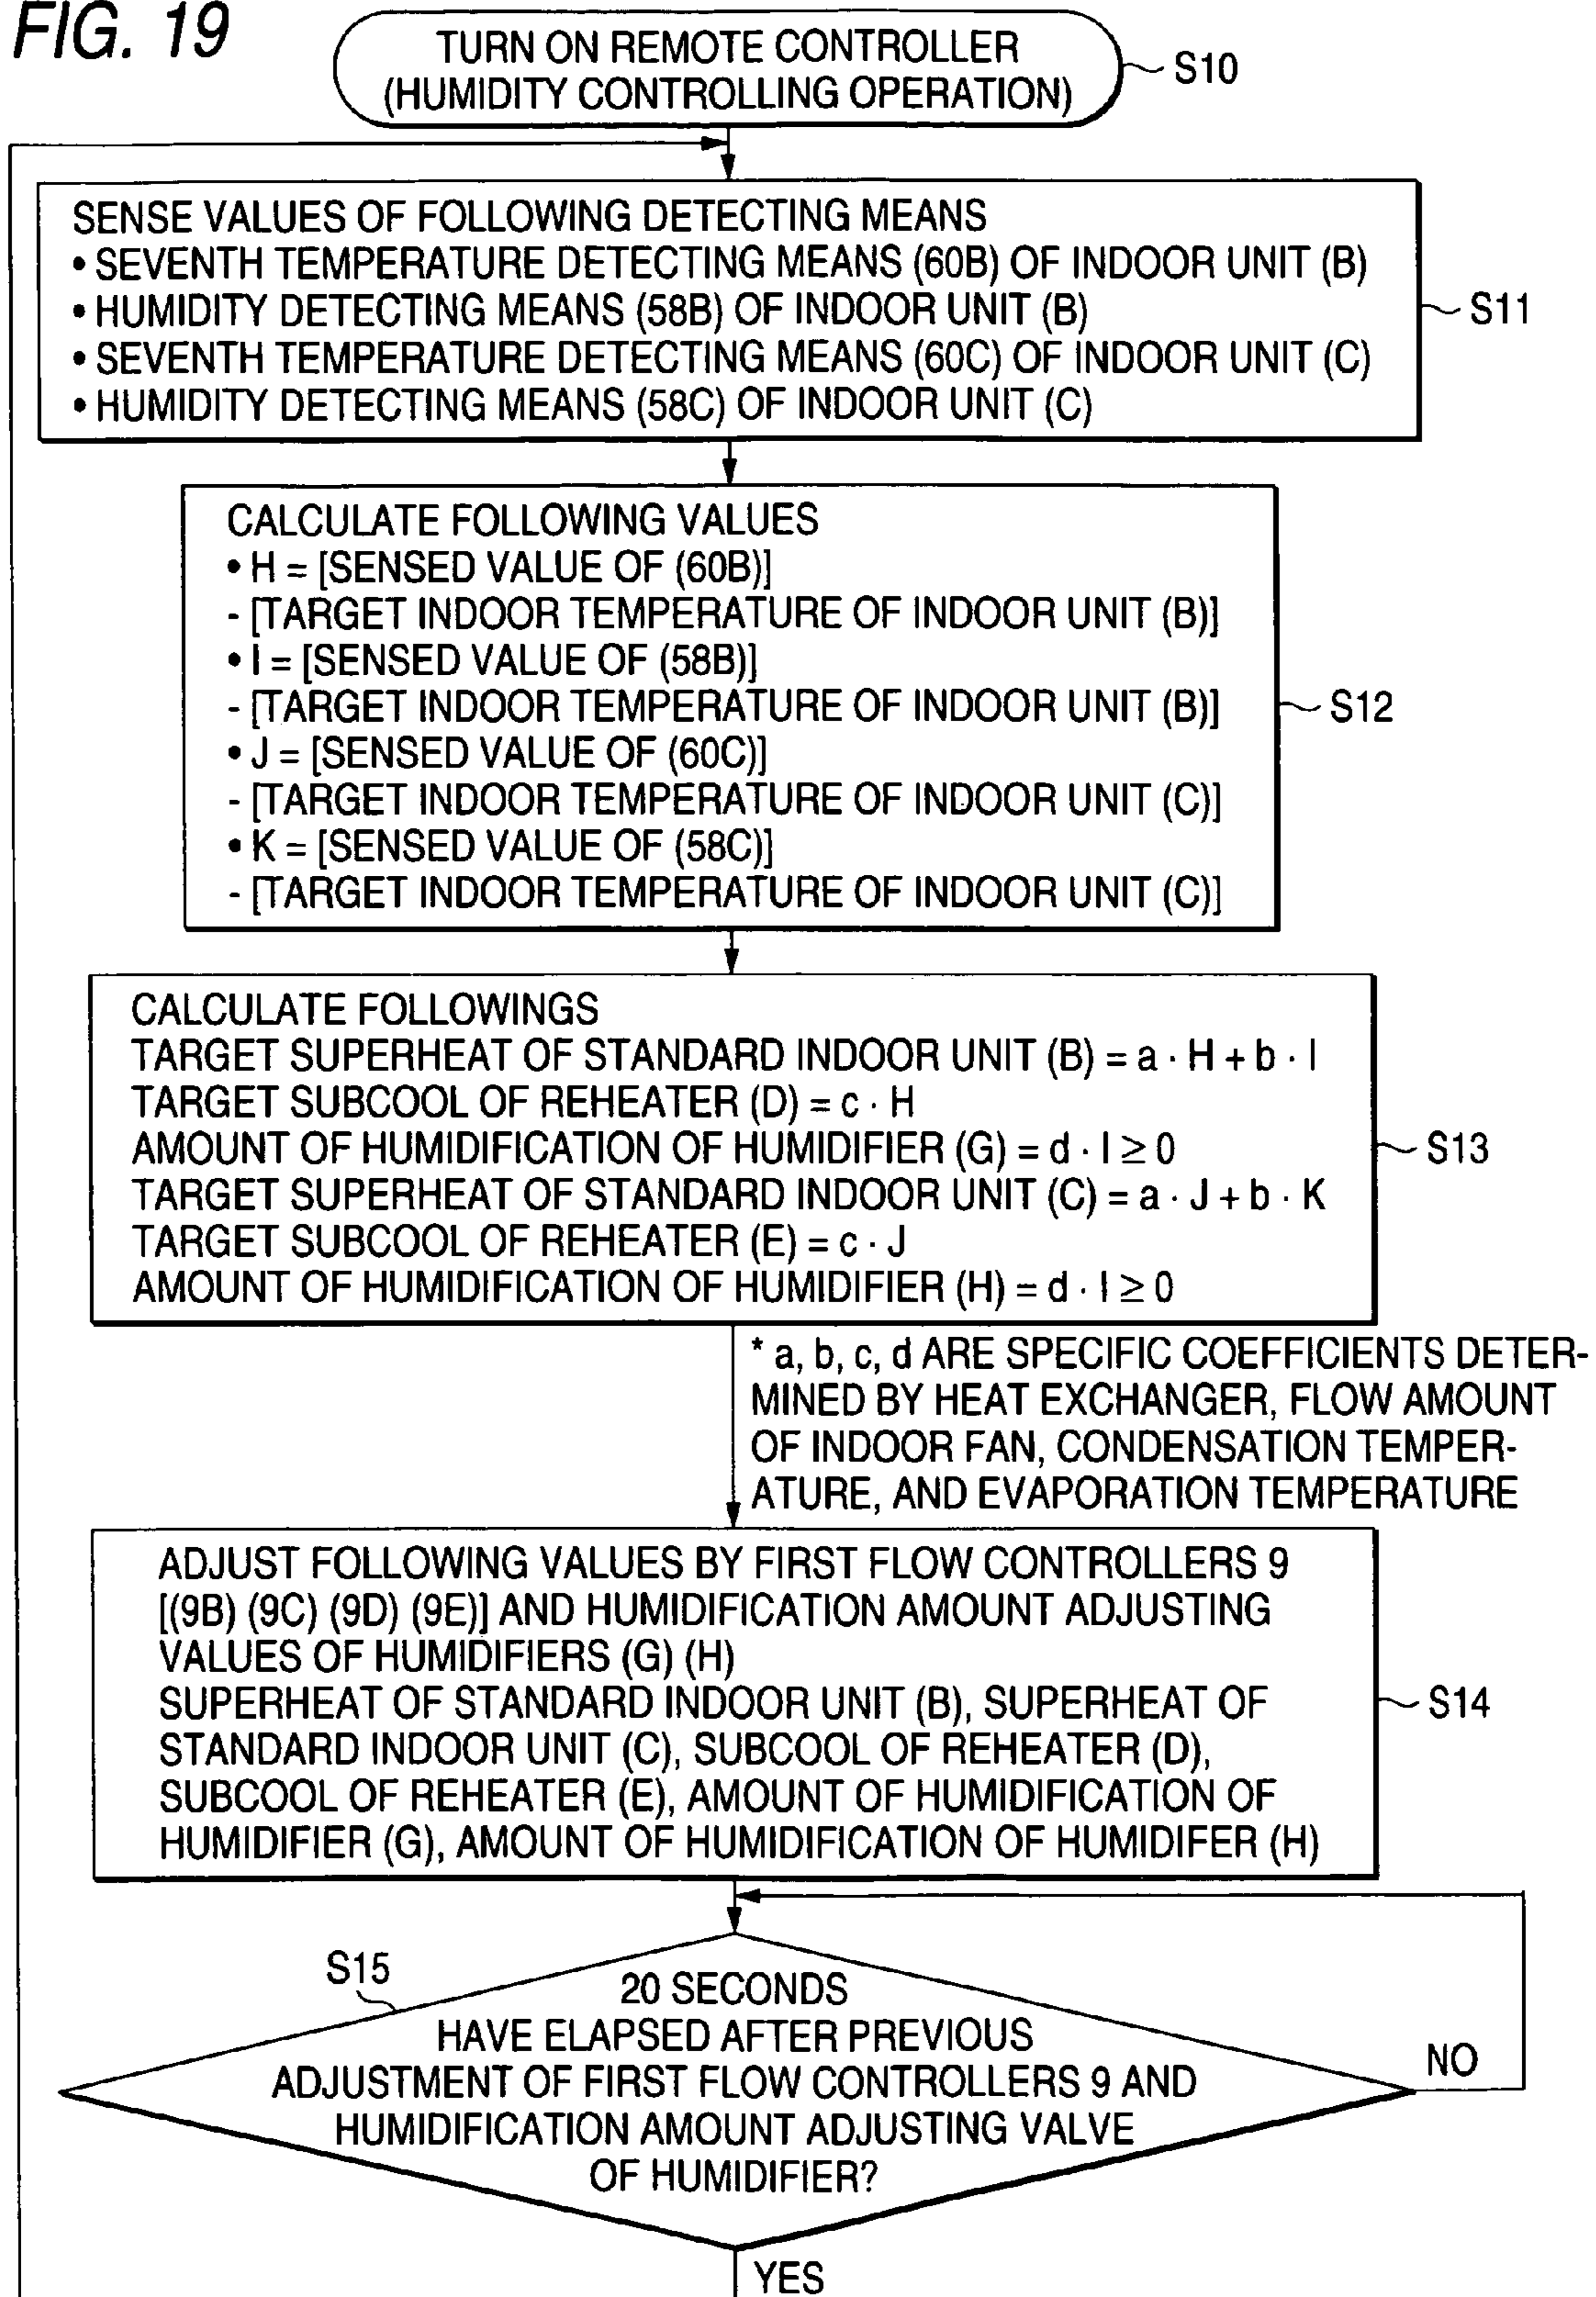 FIG. 19
TURN ON REMOTE CONTROLLER
(HUMIDITY CONTROLLING OPERATION)
S10
SENSE VALUES OF FOLLOWING DETECTING MEANS
• SEVENTH TEMPERATURE DETECTING MEANS (60B) OF INDOOR UNIT (B)
• HUMIDITY DETECTING MEANS (58B) OF INDOOR UNIT (B)
• SEVENTH TEMPERATURE DETECTING MEANS (60C) OF INDOOR UNIT (C)
• HUMIDITY DETECTING MEANS (58C) OF INDOOR UNIT (C)
S11
CALCULATE FOLLOWING VALUES
• H = [SENSED VALUE OF (60B)]
- [TARGET INDOOR TEMPERATURE OF INDOOR UNIT (B)]
• I = [SENSED VALUE OF (58B)]
- [TARGET INDOOR TEMPERATURE OF INDOOR UNIT (B)]
• J = [SENSED VALUE OF (60C)]
- [TARGET INDOOR TEMPERATURE OF INDOOR UNIT (C)]
• K = [SENSED VALUE OF (58C)]
- [TARGET INDOOR TEMPERATURE OF INDOOR UNIT (C)]
S12
CALCULATE FOLLOWINGS
TARGET SUPERHEAT OF STANDARD INDOOR UNIT (B) = a · H + b · I
TARGET SUBCOOL OF REHEATER (D) = c · H
AMOUNT OF HUMIDIFICATION OF HUMIDIFIER (G) = d · I ≥ 0
TARGET SUPERHEAT OF STANDARD INDOOR UNIT (C) = a · J + b · K
TARGET SUBCOOL OF REHEATER (E) = c · J
AMOUNT OF HUMIDIFICATION OF HUMIDIFIER (H) = d · I ≥ 0
S13
* a, b, c, d ARE SPECIFIC COEFFICIENTS DETER-
MINED BY HEAT EXCHANGER, FLOW AMOUNT
OF INDOOR FAN, CONDENSATION TEMPER-
ATURE, AND EVAPORATION TEMPERATURE
ADJUST FOLLOWING VALUES BY FIRST FLOW CONTROLLERS 9
[(9B) (9C) (9D) (9E)] AND HUMIDIFICATION AMOUNT ADJUSTING
VALUES OF HUMIDIFIERS (G) (H)
SUPERHEAT OF STANDARD INDOOR UNIT (B), SUPERHEAT OF
STANDARD INDOOR UNIT (C), SUBCOOL OF REHEATER (D),
SUBCOOL OF REHEATER (E), AMOUNT OF HUMIDIFICATION OF
HUMIDIFIER (G), AMOUNT OF HUMIDIFICATION OF HUMIDIFER (H)
S14
S15
20 SECONDS
HAVE ELAPSED AFTER PREVIOUS
ADJUSTMENT OF FIRST FLOW CONTROLLERS 9 AND
HUMIDIFICATION AMOUNT ADJUSTING VALVE
OF HUMIDIFIER?
NO
YES